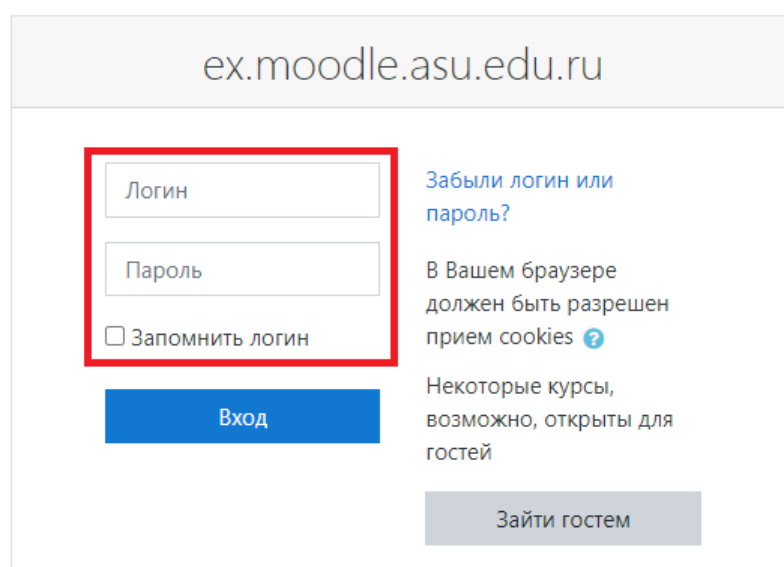 ex.moodle.asu.edu.ru
Логин
Пароль
Запомнить логин
Вход
Забыли логин или
пароль?
В Вашем браузере
должен быть разрешен
прием cookies ?
Некоторые курсы,
возможно, открыты для
гостей
Зайти гостем